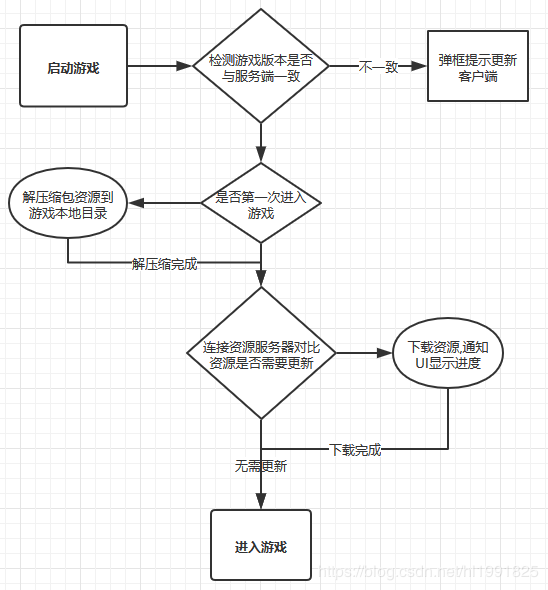 启动游戏
检测游戏版本是否
与服务端一致
不一致
弹框提示更新
客户端
解压缩包资源到
游戏本地目录
是否第一次进入
游戏
解压缩完成
连接资源服务器对比
资源是否需要更新
下载资源,通知
UI显示进度
下载完成
无需更新
进入游戏
https://blog.csdn.net/hl1991825